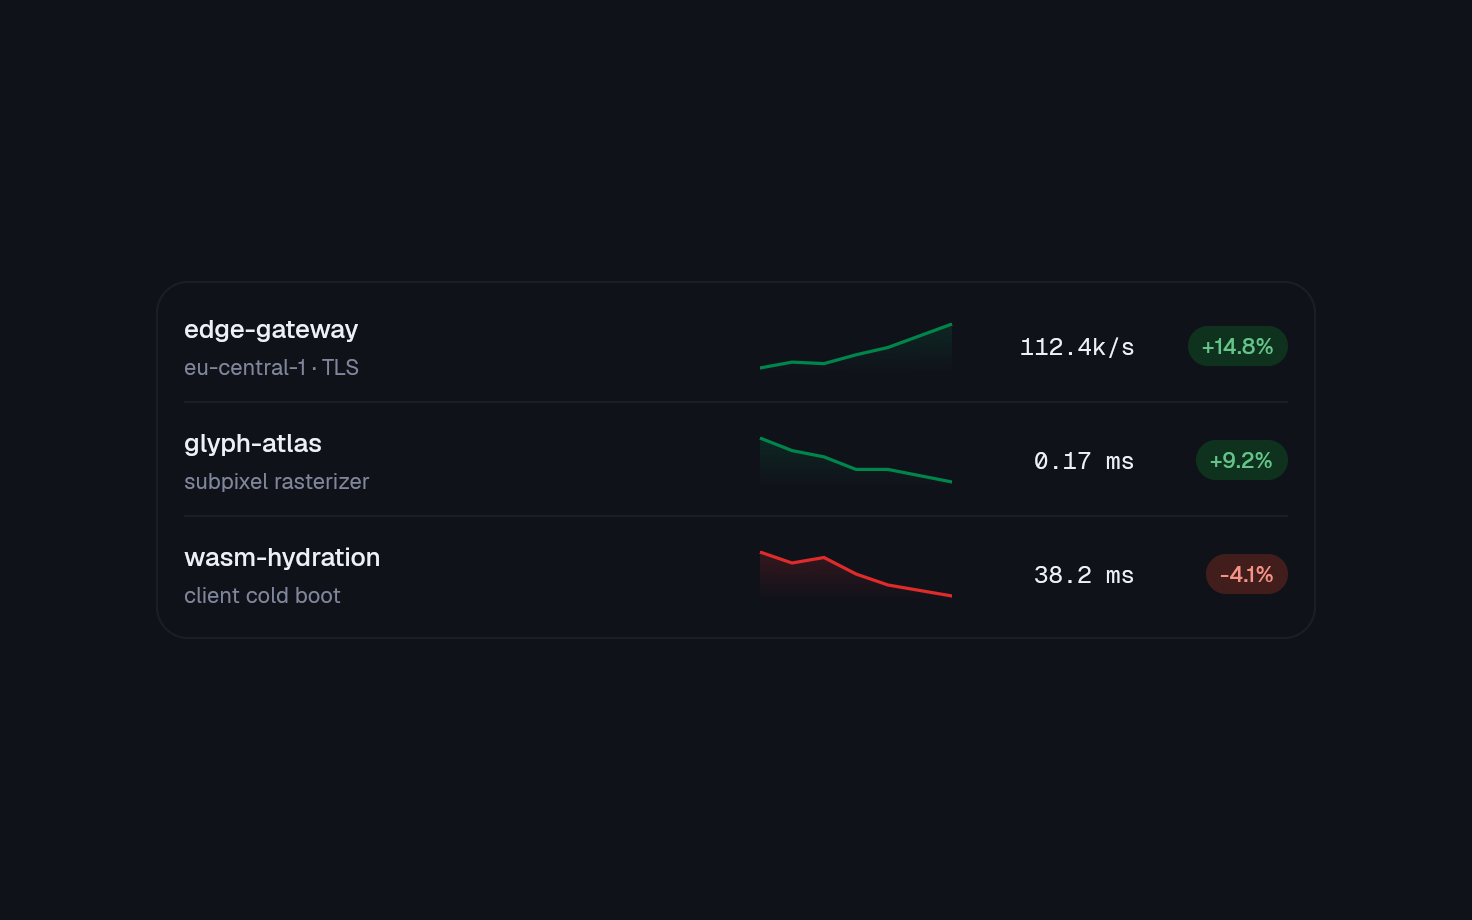 edge-gateway
eu-central-1 · TLS
112.4k/s
+14.8%
glyph-atlas
subpixel rasterizer
0.17 ms
+9.2%
wasm-hydration
client cold boot
38.2 ms
-4.1%